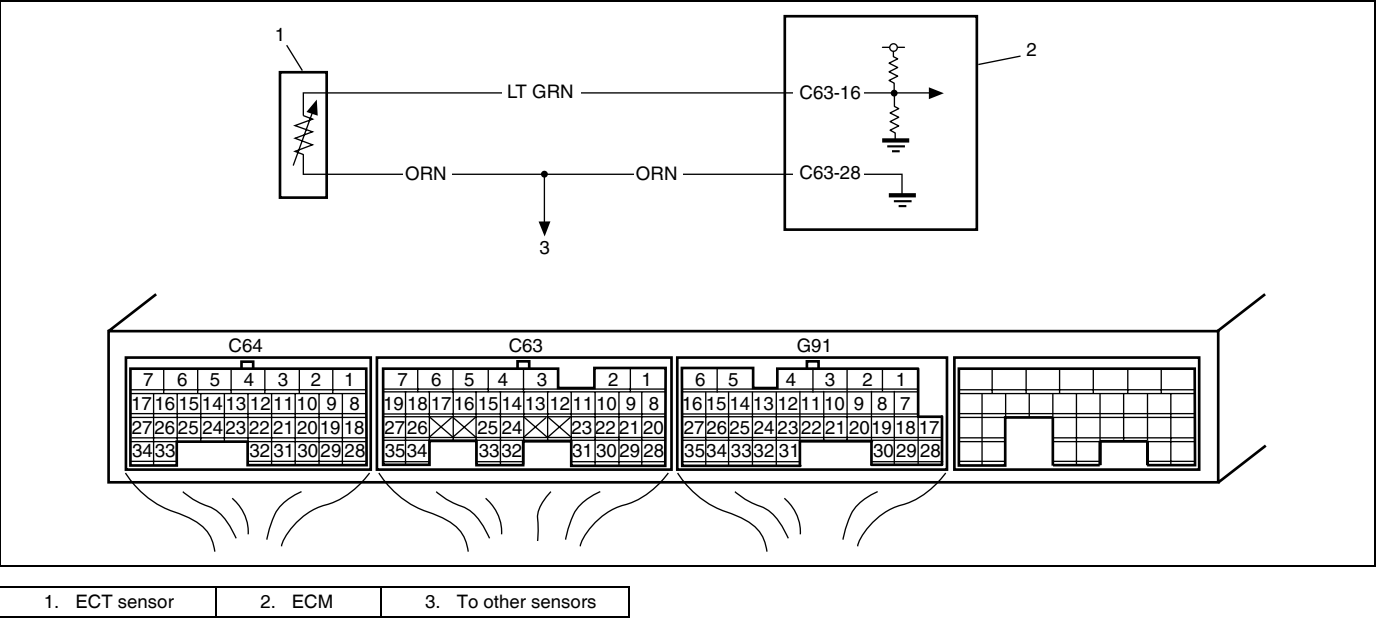 1
2
LT GRN
C63-16
ORN
ORN
C63-28
3
C64
C63
G91
7 6 5 4 3 2 1
17 16 15 14 13 12 11 10 9 8
27 26 25 24 23 22 21 20 19 18
34 33 32 31 30 29 28
7 6 5 4 3 2 1
19 18 17 16 15 14 13 12 11 10 9 8
27 26 25 24 23 22 21 20
35 34 33 32 31 30 29 28
6 5 4 3 2 1
16 15 14 13 12 11 10 9 8 7
27 26 25 24 23 22 21 20 19 18 17
35 34 33 32 31 30 29 28
1. ECT sensor
2. ECM
3. To other sensors